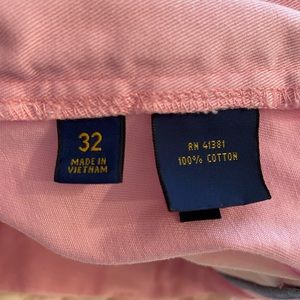 32
MADE IN
VIETNAM
RN 41381
100% COTTON